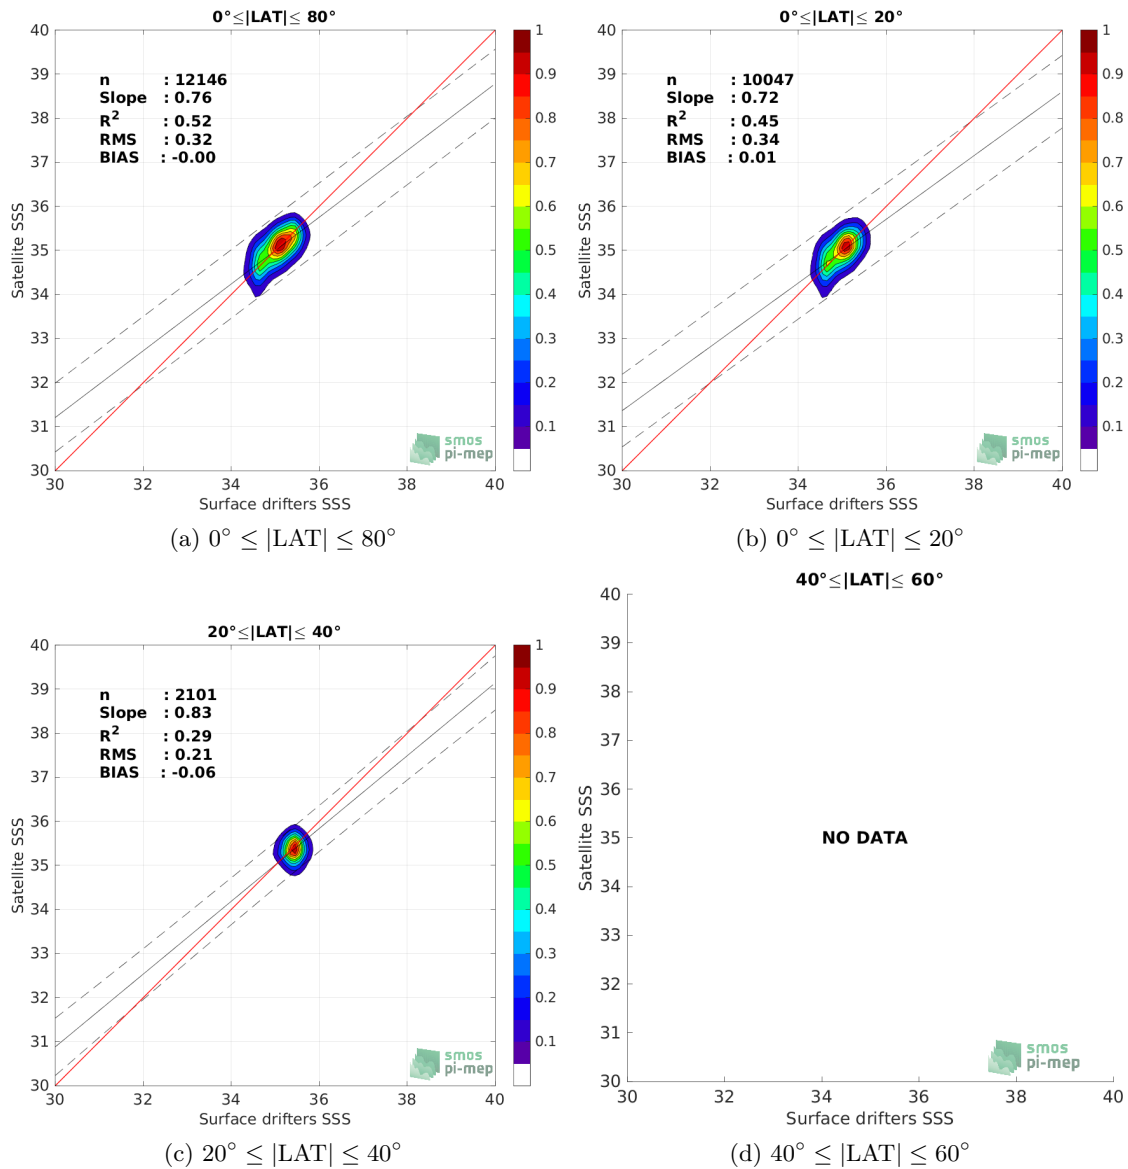 0°≤|LAT|≤ 80°
40
39
38
37
36
35
34
33
32
31
30
n : 12146
Slope : 0.76
R2 : 0.52
RMS : 0.32
BIAS : -0.00
Satellite SSS
smos
pi-mep
30 32 34 36 38 40
Surface drifters SSS
1
0.9
0.8
0.7
0.6
0.5
0.4
0.3
0.2
0.1
(a) 0° ≤ |LAT| ≤ 80°
0°≤|LAT|≤ 20°
40
39
38
37
36
35
34
33
32
31
30
n : 10047
Slope : 0.72
R2 : 0.45
RMS : 0.34
BIAS : 0.01
Satellite SSS
smos
pi-mep
30 32 34 36 38 40
Surface drifters SSS
1
0.9
0.8
0.7
0.6
0.5
0.4
0.3
0.2
0.1
(b) 0° ≤ |LAT| ≤ 20°
20°≤|LAT|≤ 40°
40
39
38
37
36
35
34
33
32
31
30
n : 2101
Slope : 0.83
R2 : 0.29
RMS : 0.21
BIAS : -0.06
Satellite SSS
smos
pi-mep
30 32 34 36 38 40
Surface drifters SSS
1
0.9
0.8
0.7
0.6
0.5
0.4
0.3
0.2
0.1
(c) 20° ≤ |LAT| ≤ 40°
40°≤|LAT|≤ 60°
40
39
38
37
36
35
34
33
32
31
30
NO DATA
Satellite SSS
smos
pi-mep
30 32 34 36 38 40
Surface drifters SSS
(d) 40° ≤ |LAT| ≤ 60°